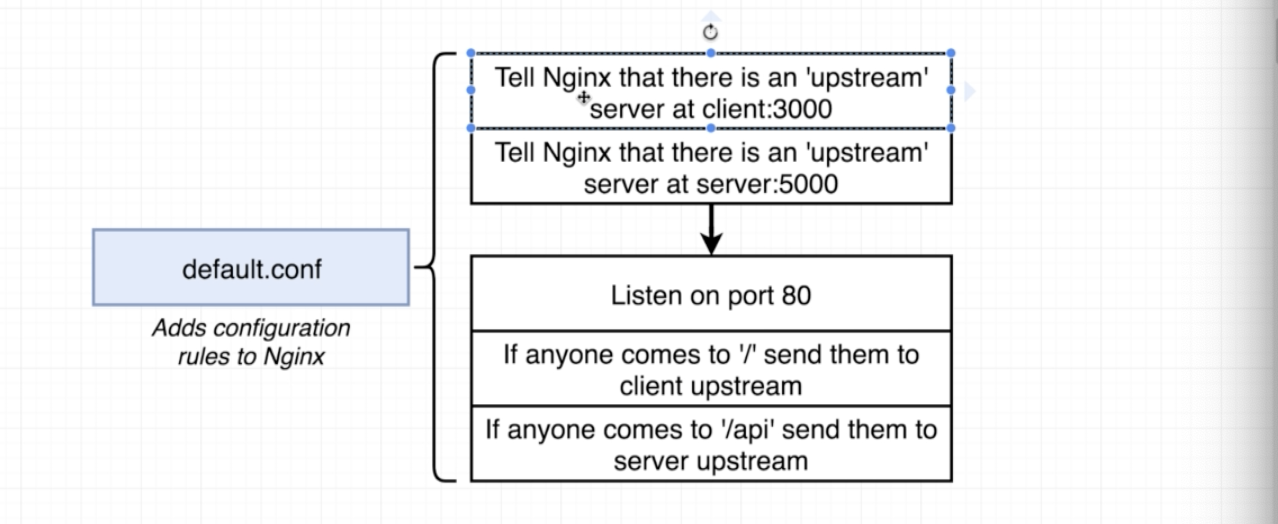 Tell Nginx that there is an 'upstream'
server at client:3000
Tell Nginx that there is an 'upstream'
server at server:5000
default.conf
Adds configuration
rules to Nginx
Listen on port 80
If anyone comes to '/' send them to
client upstream
If anyone comes to '/api' send them to
server upstream